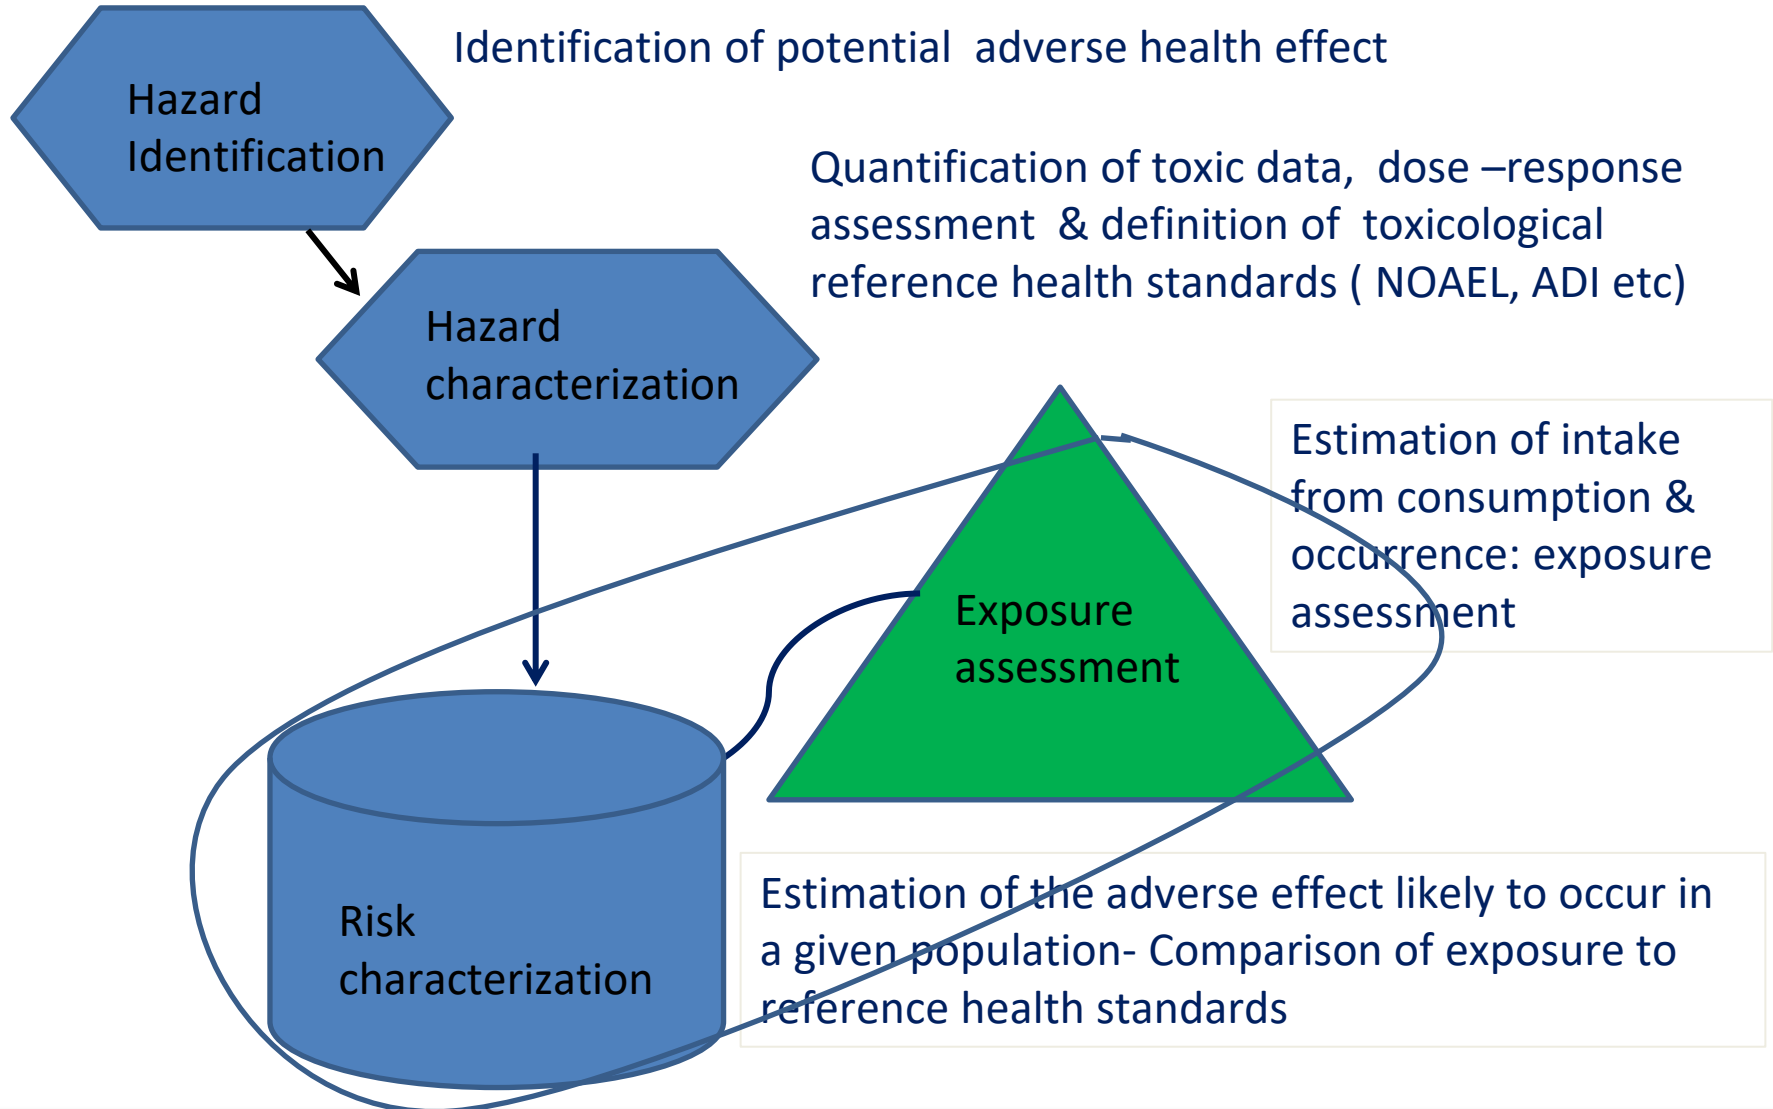 Identification of potential  adverse health effect
Hazard
Identification
Quantification of toxic data,  dose –response
assessment  & definition of  toxicological
reference health standards ( NOAEL, ADI etc)
Hazard
characterization
Estimation of intake
from consumption &
occurrence: exposure
assessment
Exposure
assessment
Risk
characterization
Estimation of the adverse effect likely to occur in
a given population- Comparison of exposure to
reference health standards